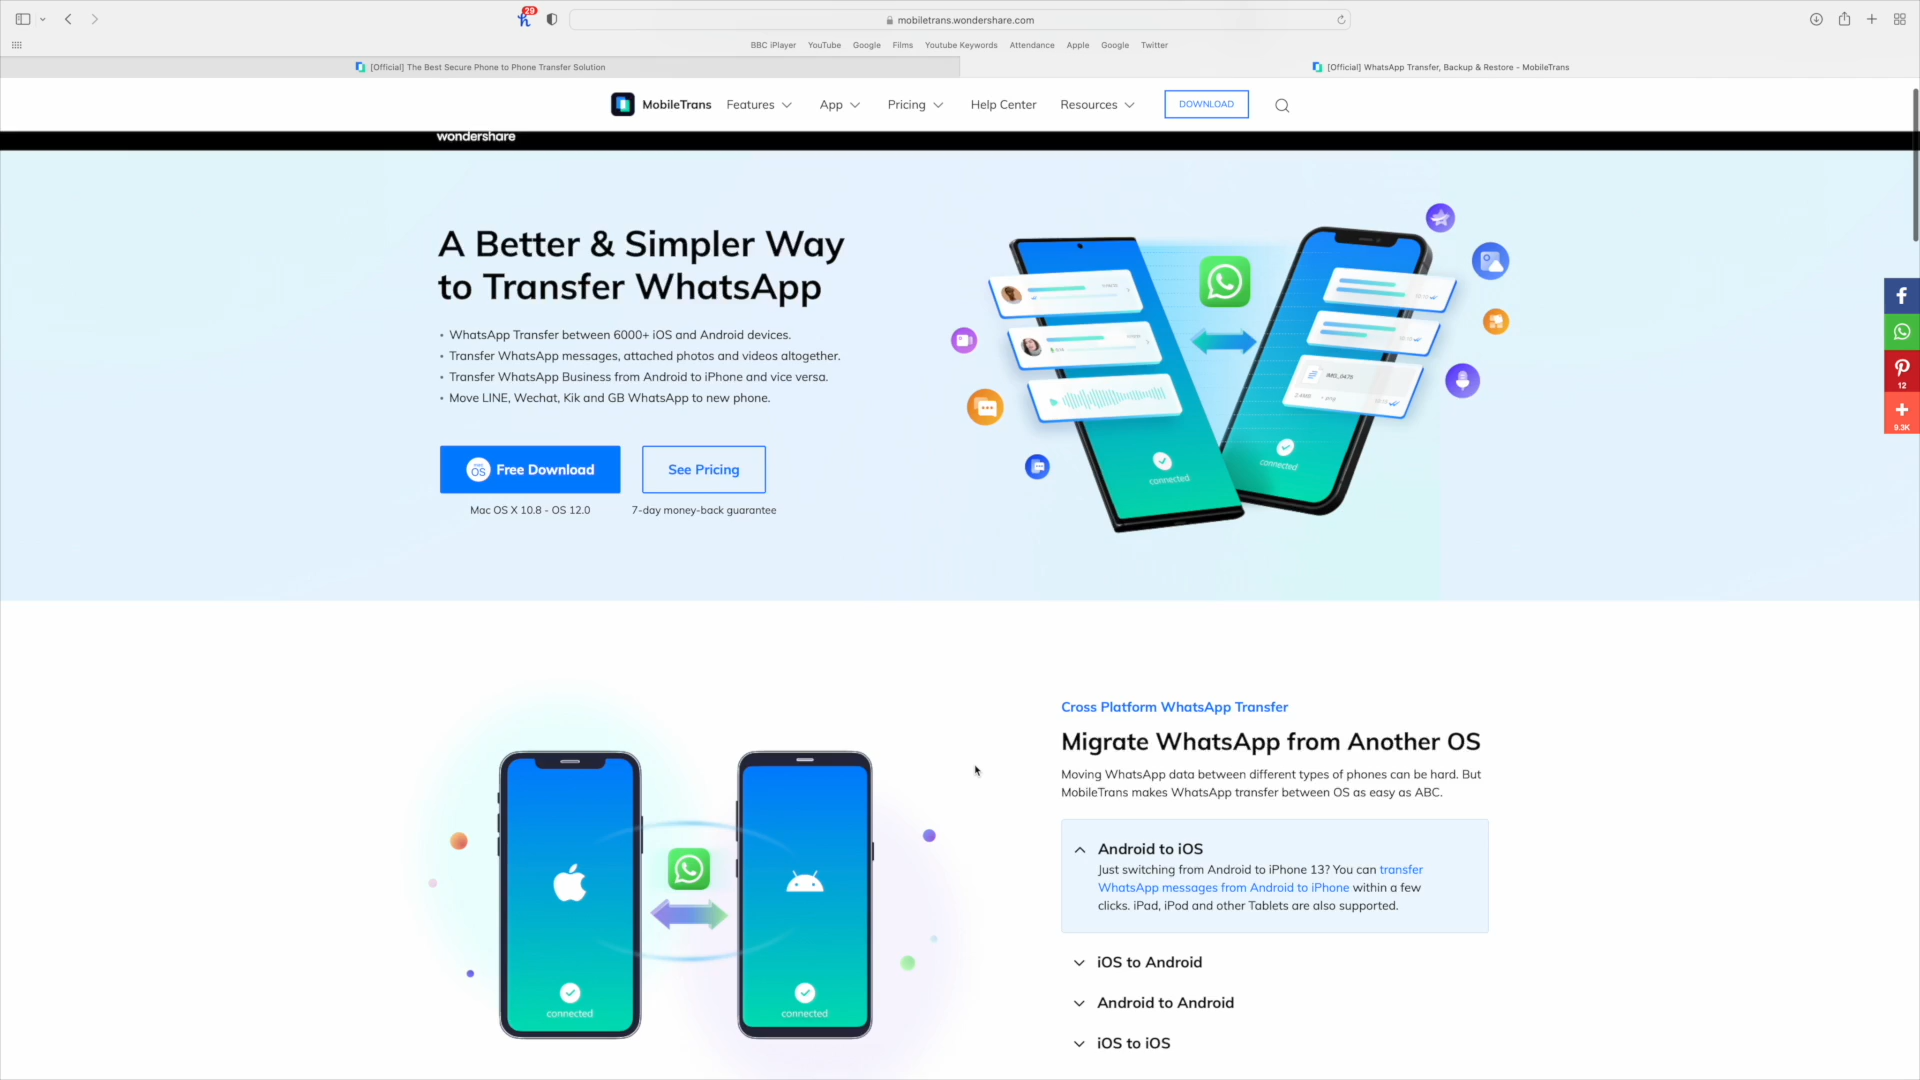 29
mobiletrans.wondershare.com
BBC iPlayer YouTube Google Films Youtube Keywords Attendance Apple Google Twitter
[Official] The Best Secure Phone to Phone Transfer Solution
[Official] WhatsApp Transfer, Backup & Restore - MobileTrans
MobileTrans Features App Pricing Help Center Resources DOWNLOAD
wondershare
A Better & Simpler Way
to Transfer WhatsApp
• WhatsApp Transfer between 6000+ iOS and Android devices.
• Transfer WhatsApp messages, attached photos and videos altogether.
• Transfer WhatsApp Business from Android to iPhone and vice versa.
• Move LINE, Wechat, Kik and GB WhatsApp to new phone.
OS Free Download
See Pricing
Mac OS X 10.8 - OS 12.0
7-day money-back guarantee
IMG_0476
connected
connected
12
9.3K
connected
connected
Cross Platform WhatsApp Transfer
Migrate WhatsApp from Another OS
Moving WhatsApp data between different types of phones can be hard. But
MobileTrans makes WhatsApp transfer between OS as easy as ABC.
Android to iOS
Just switching from Android to iPhone 13? You can transfer
WhatsApp messages from Android to iPhone within a few
clicks. iPad, iPod and other Tablets are also supported.
iOS to Android
Android to Android
iOS to iOS